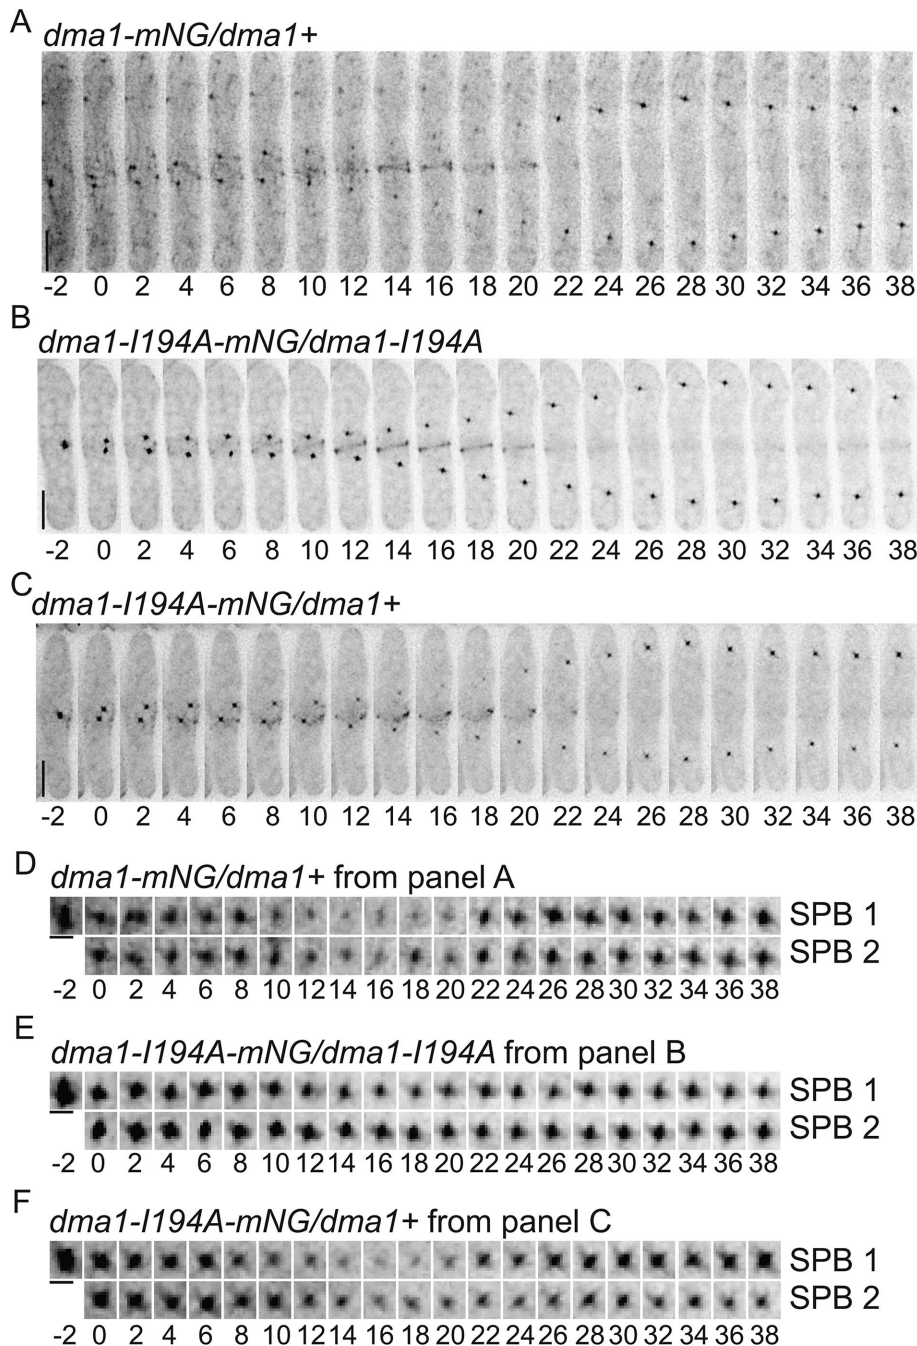 A
dma1-mNG/dma1+
-2 0 2 4 6 8 10 12 14 16 18 20 22 24 26 28 30 32 34 36 38
B
dma1-I194A-mNG/dma1-I194A
-2 0 2 4 6 8 10 12 14 16 18 20 22 24 26 28 30 32 34 36 38
C
dma1-I194A-mNG/dma1+
-2 0 2 4 6 8 10 12 14 16 18 20 22 24 26 28 30 32 34 36 38
D
dma1-mNG/dma1+ from panel A
SPB 1
SPB 2
-2 0 2 4 6 8 10 12 14 16 18 20 22 24 26 28 30 32 34 36 38
E
dma1-I194A-mNG/dma1-I194A from panel B
SPB 1
SPB 2
-2 0 2 4 6 8 10 12 14 16 18 20 22 24 26 28 30 32 34 36 38
F
dma1-I194A-mNG/dma1+ from panel C
SPB 1
SPB 2
-2 0 2 4 6 8 10 12 14 16 18 20 22 24 26 28 30 32 34 36 38